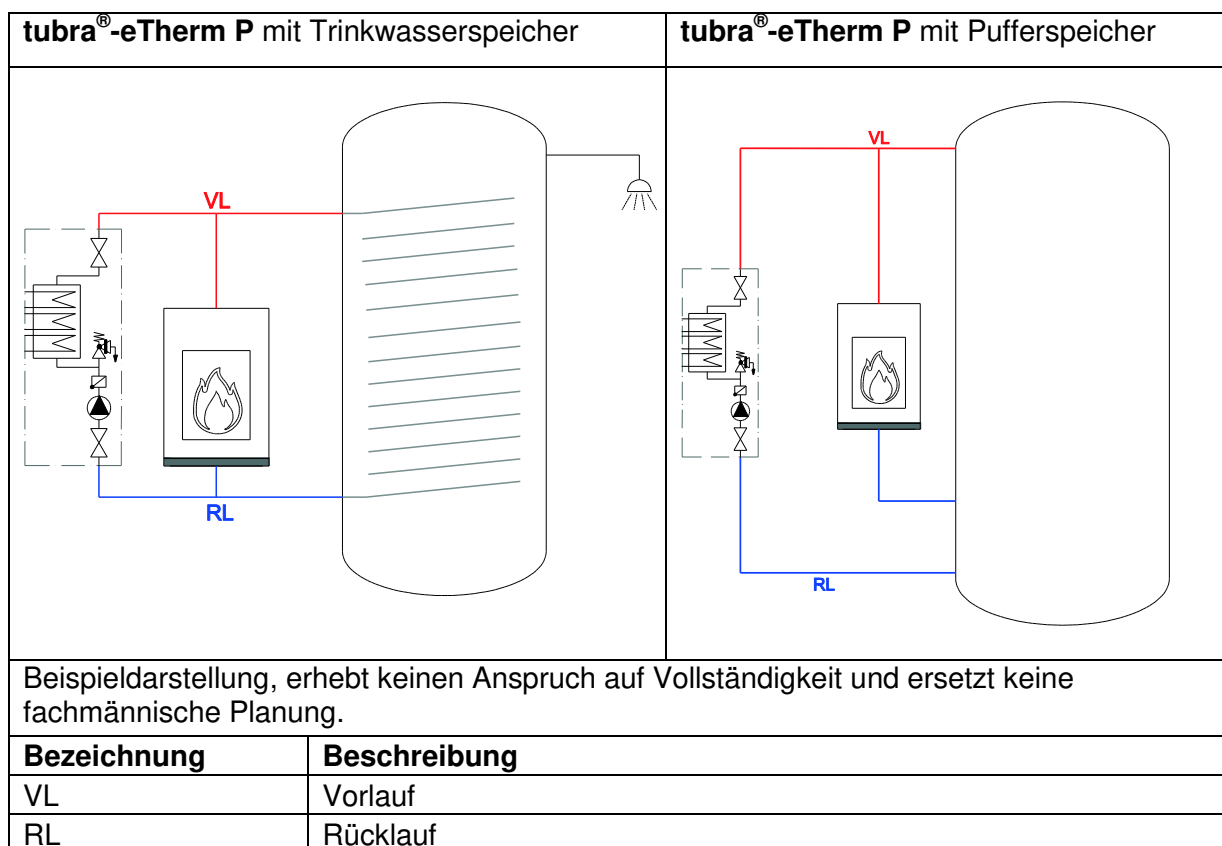 tubra®-eTherm P mit Trinkwasserspeicher
tubra®-eTherm P mit Pufferspeicher
VL
RL
VL
RL
Beispieldarstellung, erhebt keinen Anspruch auf Vollständigkeit und ersetzt keine
fachmännische Planung.
Bezeichnung Beschreibung
VL Vorlauf
RL Rücklauf